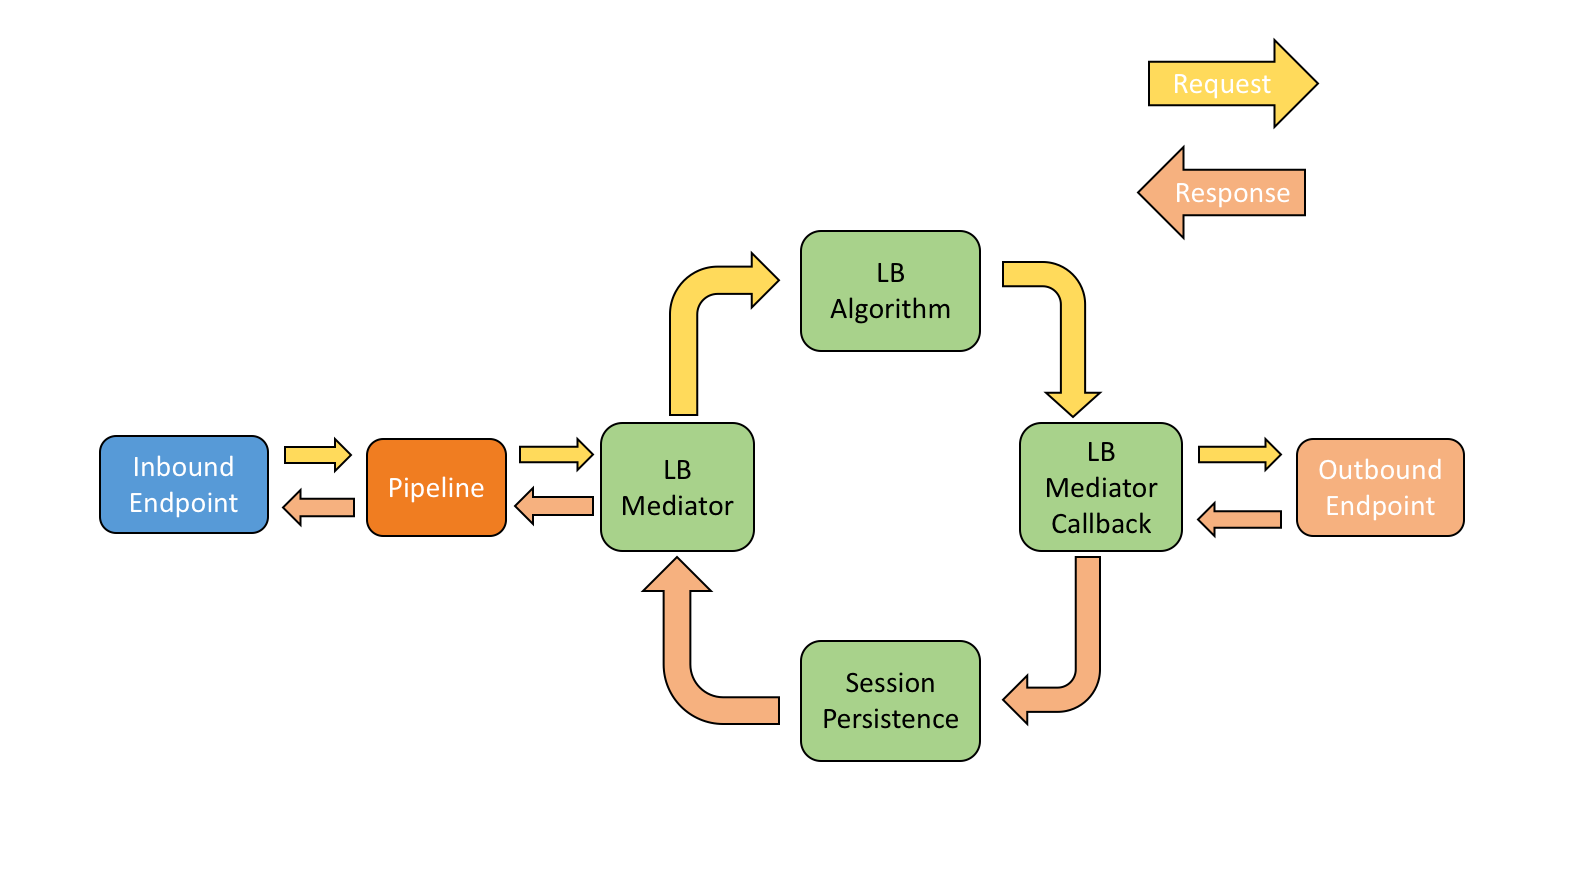 Request
Response
LB
Algorithm
Inbound
Endpoint
Pipeline
LB
Mediator
LB
Mediator
Callback
Outbound
Endpoint
Session
Persistence